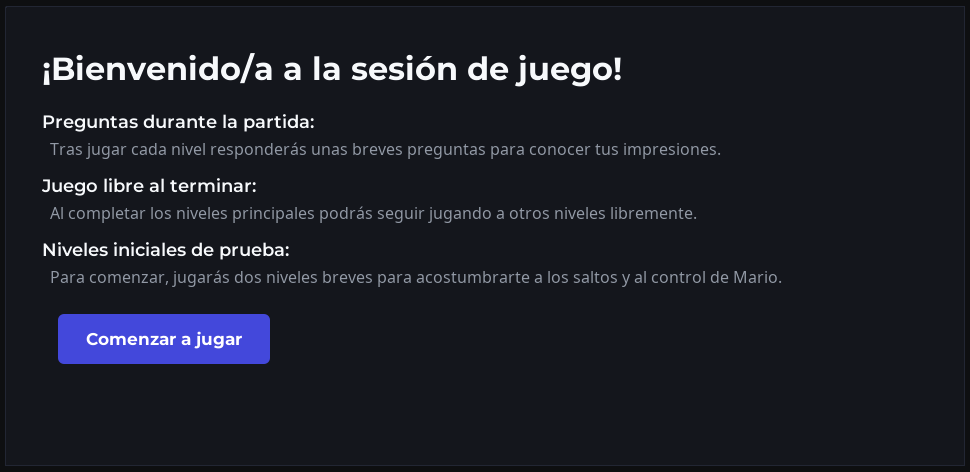 ¡Bienvenido/a a la sesión de juego!
Preguntas durante la partida:
Tras jugar cada nivel responderás unas breves preguntas para conocer tus impresiones.
Juego libre al terminar:
Al completar los niveles principales podrás seguir jugando a otros niveles libremente.
Niveles iniciales de prueba:
Para comenzar, jugarás dos niveles breves para acostumbrarte a los saltos y al control de Mario.
Comenzar a jugar